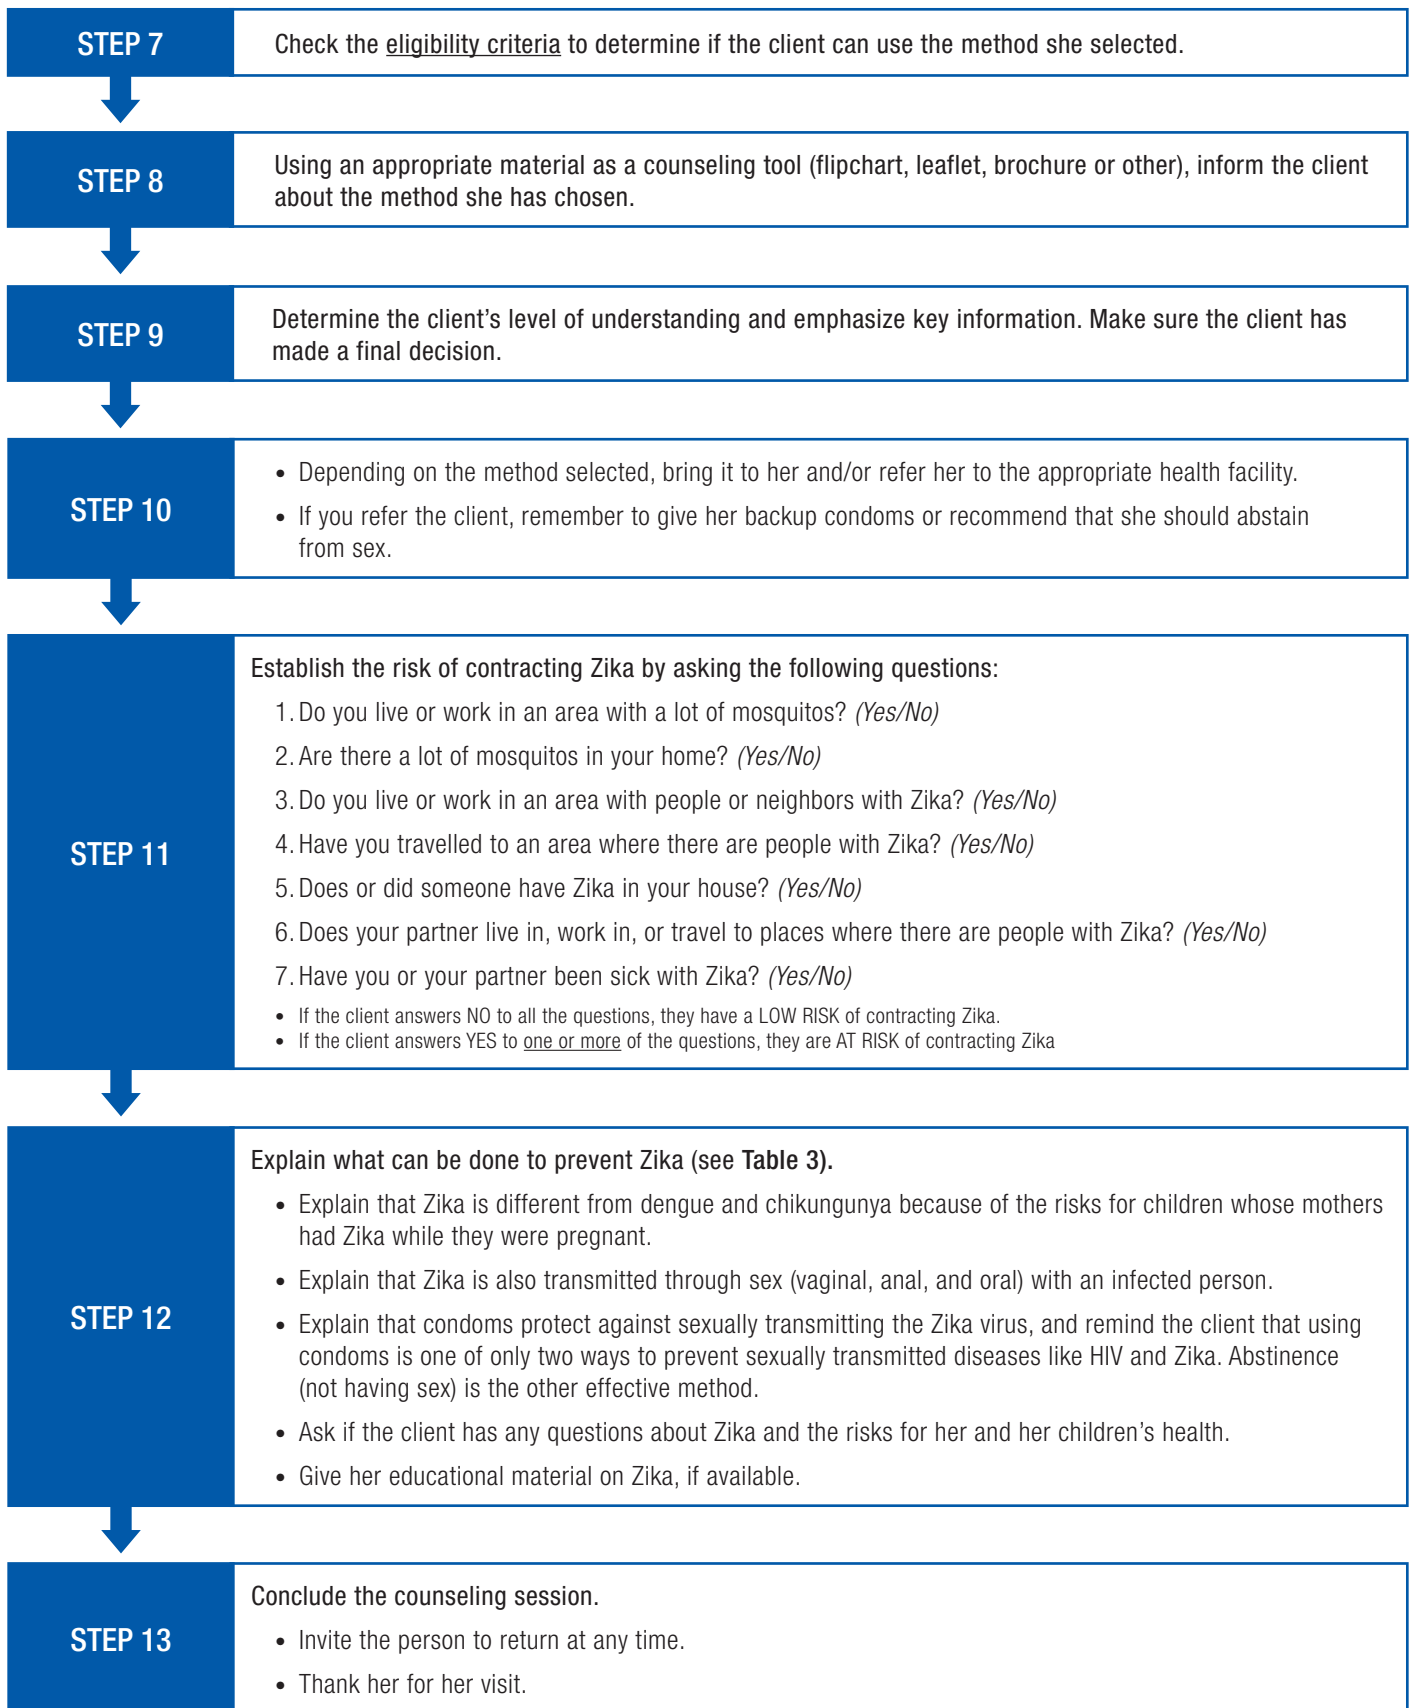 STEP 7
Check the eligibility criteria to determine if the client can use the method she selected.
STEP 8
Using an appropriate material as a counseling tool (flipchart, leaflet, brochure or other), inform the client
about the method she has chosen.
STEP 9
Determine the client’s level of understanding and emphasize key information. Make sure the client has
made a final decision.
STEP 10
• Depending on the method selected, bring it to her and/or refer her to the appropriate health facility.
• If you refer the client, remember to give her backup condoms or recommend that she should abstain
from sex.
STEP 11
Establish the risk of contracting Zika by asking the following questions:
1. Do you live or work in an area with a lot of mosquitos? (Yes/No)
2. Are there a lot of mosquitos in your home? (Yes/No)
3. Do you live or work in an area with people or neighbors with Zika? (Yes/No)
4. Have you travelled to an area where there are people with Zika? (Yes/No)
5. Does or did someone have Zika in your house? (Yes/No)
6. Does your partner live in, work in, or travel to places where there are people with Zika? (Yes/No)
7. Have you or your partner been sick with Zika? (Yes/No)
• If the client answers NO to all the questions, they have a LOW RISK of contracting Zika.
• If the client answers YES to one or more of the questions, they are AT RISK of contracting Zika
STEP 12
Explain what can be done to prevent Zika (see Table 3).
• Explain that Zika is different from dengue and chikungunya because of the risks for children whose mothers
had Zika while they were pregnant.
• Explain that Zika is also transmitted through sex (vaginal, anal, and oral) with an infected person.
• Explain that condoms protect against sexually transmitting the Zika virus, and remind the client that using
condoms is one of only two ways to prevent sexually transmitted diseases like HIV and Zika. Abstinence
(not having sex) is the other effective method.
• Ask if the client has any questions about Zika and the risks for her and her children’s health.
• Give her educational material on Zika, if available.
STEP 13
Conclude the counseling session.
• Invite the person to return at any time.
• Thank her for her visit.